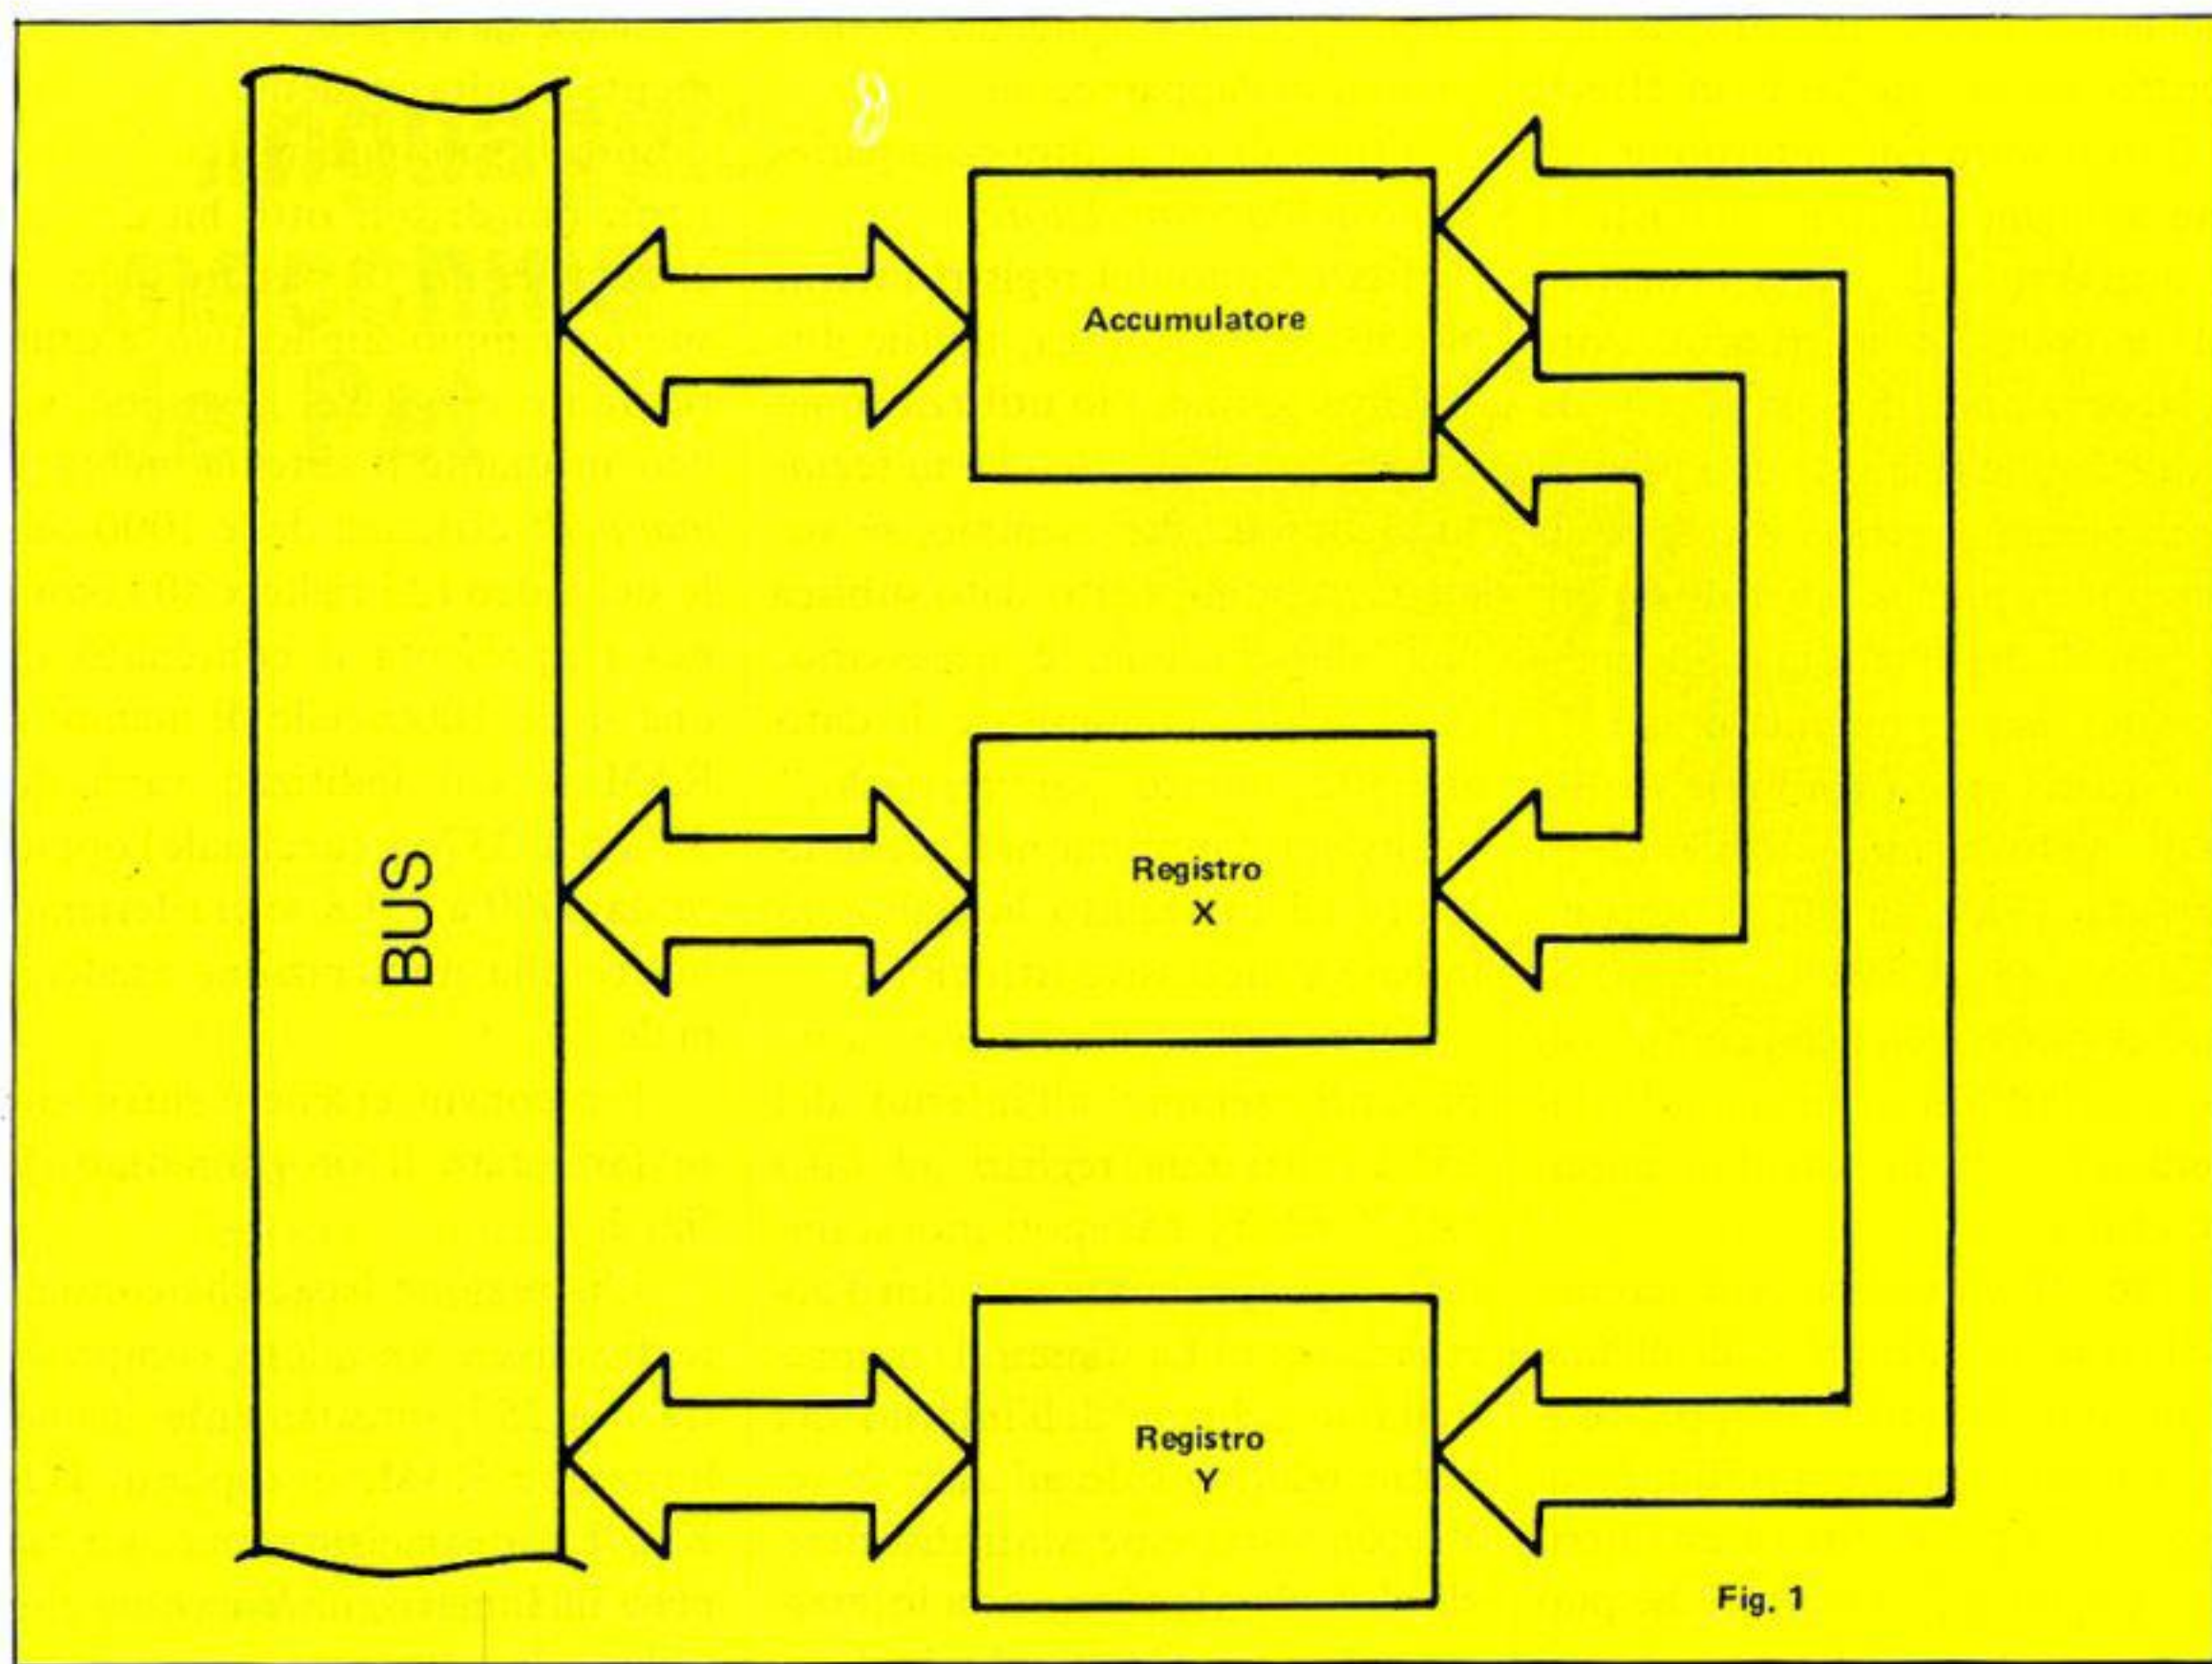 Accumulatore
BUS
Registro
X
Registro
Y
Fig. 1